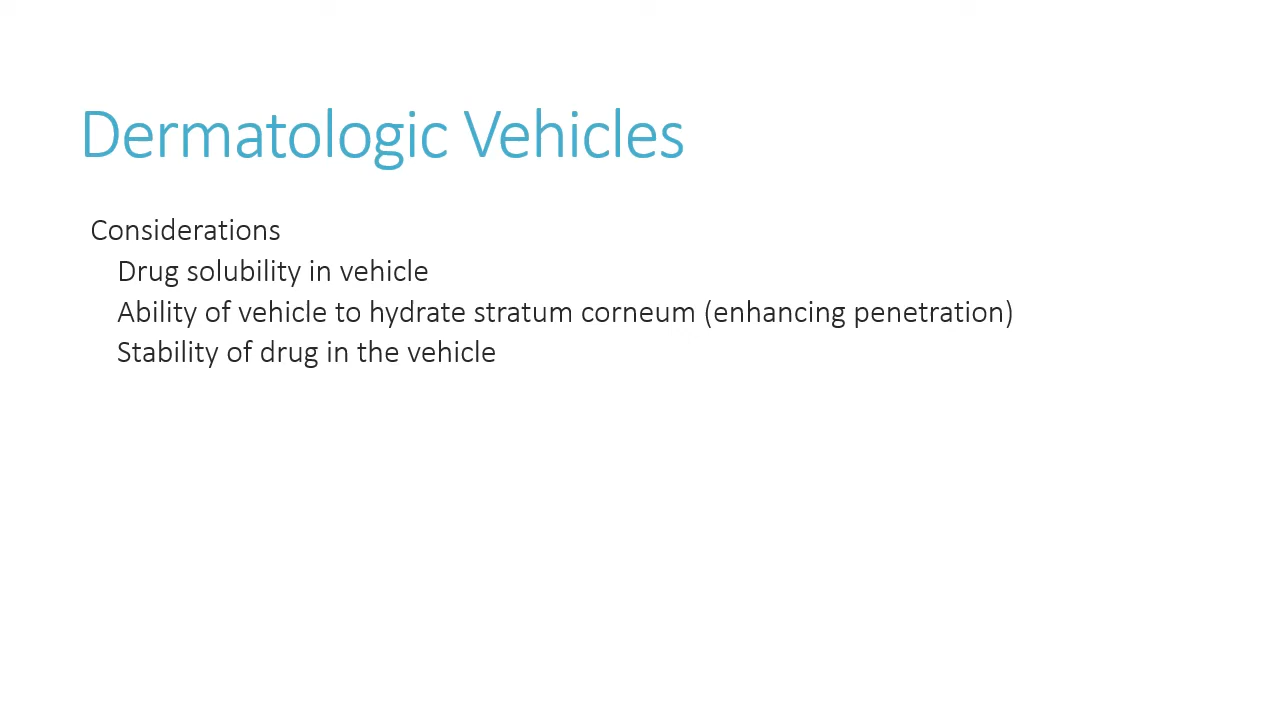 Dermatologic Vehicles
Considerations
Drug solubility in vehicle
Ability of vehicle to hydrate stratum corneum (enhancing penetration)
Stability of drug in the vehicle